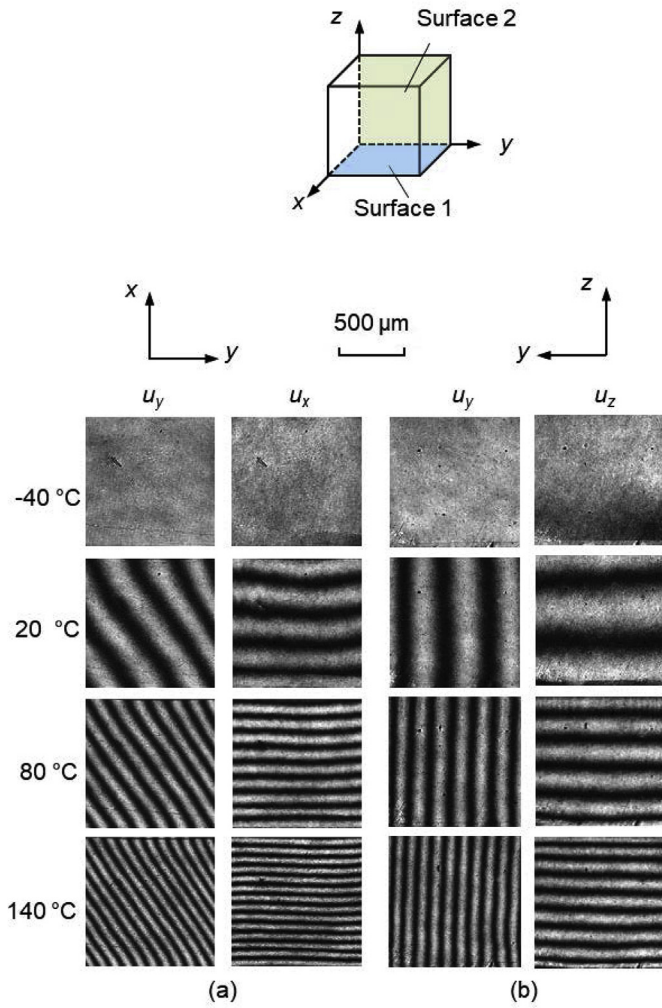 z
Surface 2
y
x
Surface 1
x
y
500 µm
z
y
u_y u_x u_y u_z
-40 °C
20 °C
80 °C
140 °C
(a) (b)